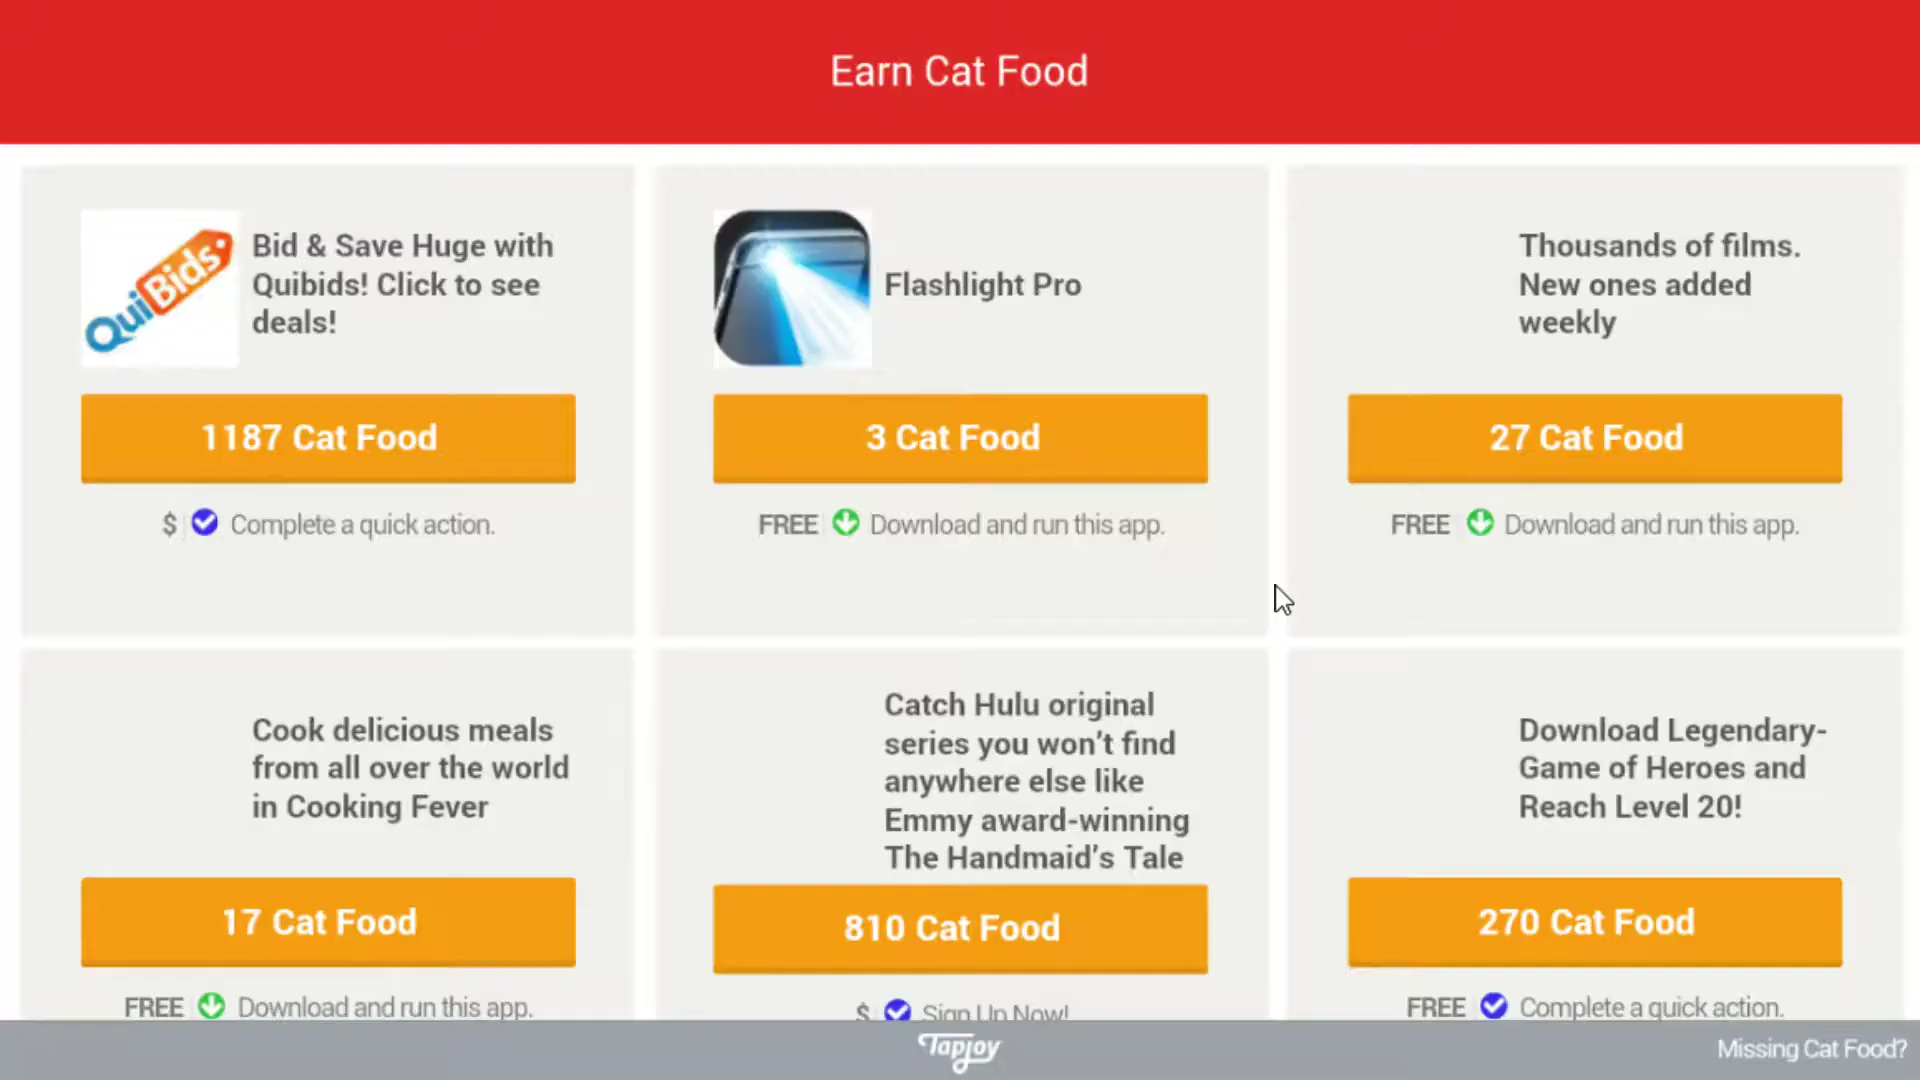 Earn Cat Food
QuiBids
Bid & Save Huge with
Quibids! Click to see
deals!
1187 Cat Food
$ Complete a quick action.
Flashlight Pro
3 Cat Food
FREE Download and run this app.
Thousands of films.
New ones added
weekly
27 Cat Food
FREE Download and run this app.
Cook delicious meals
from all over the world
in Cooking Fever
17 Cat Food
FREE Download and run this app.
Catch Hulu original
series you won't find
anywhere else like
Emmy award-winning
The Handmaid's Tale
810 Cat Food
$ Sign Up Now!
Download Legendary-
Game of Heroes and
Reach Level 20!
270 Cat Food
FREE Complete a quick action.
Tapjoy
Missing Cat Food?